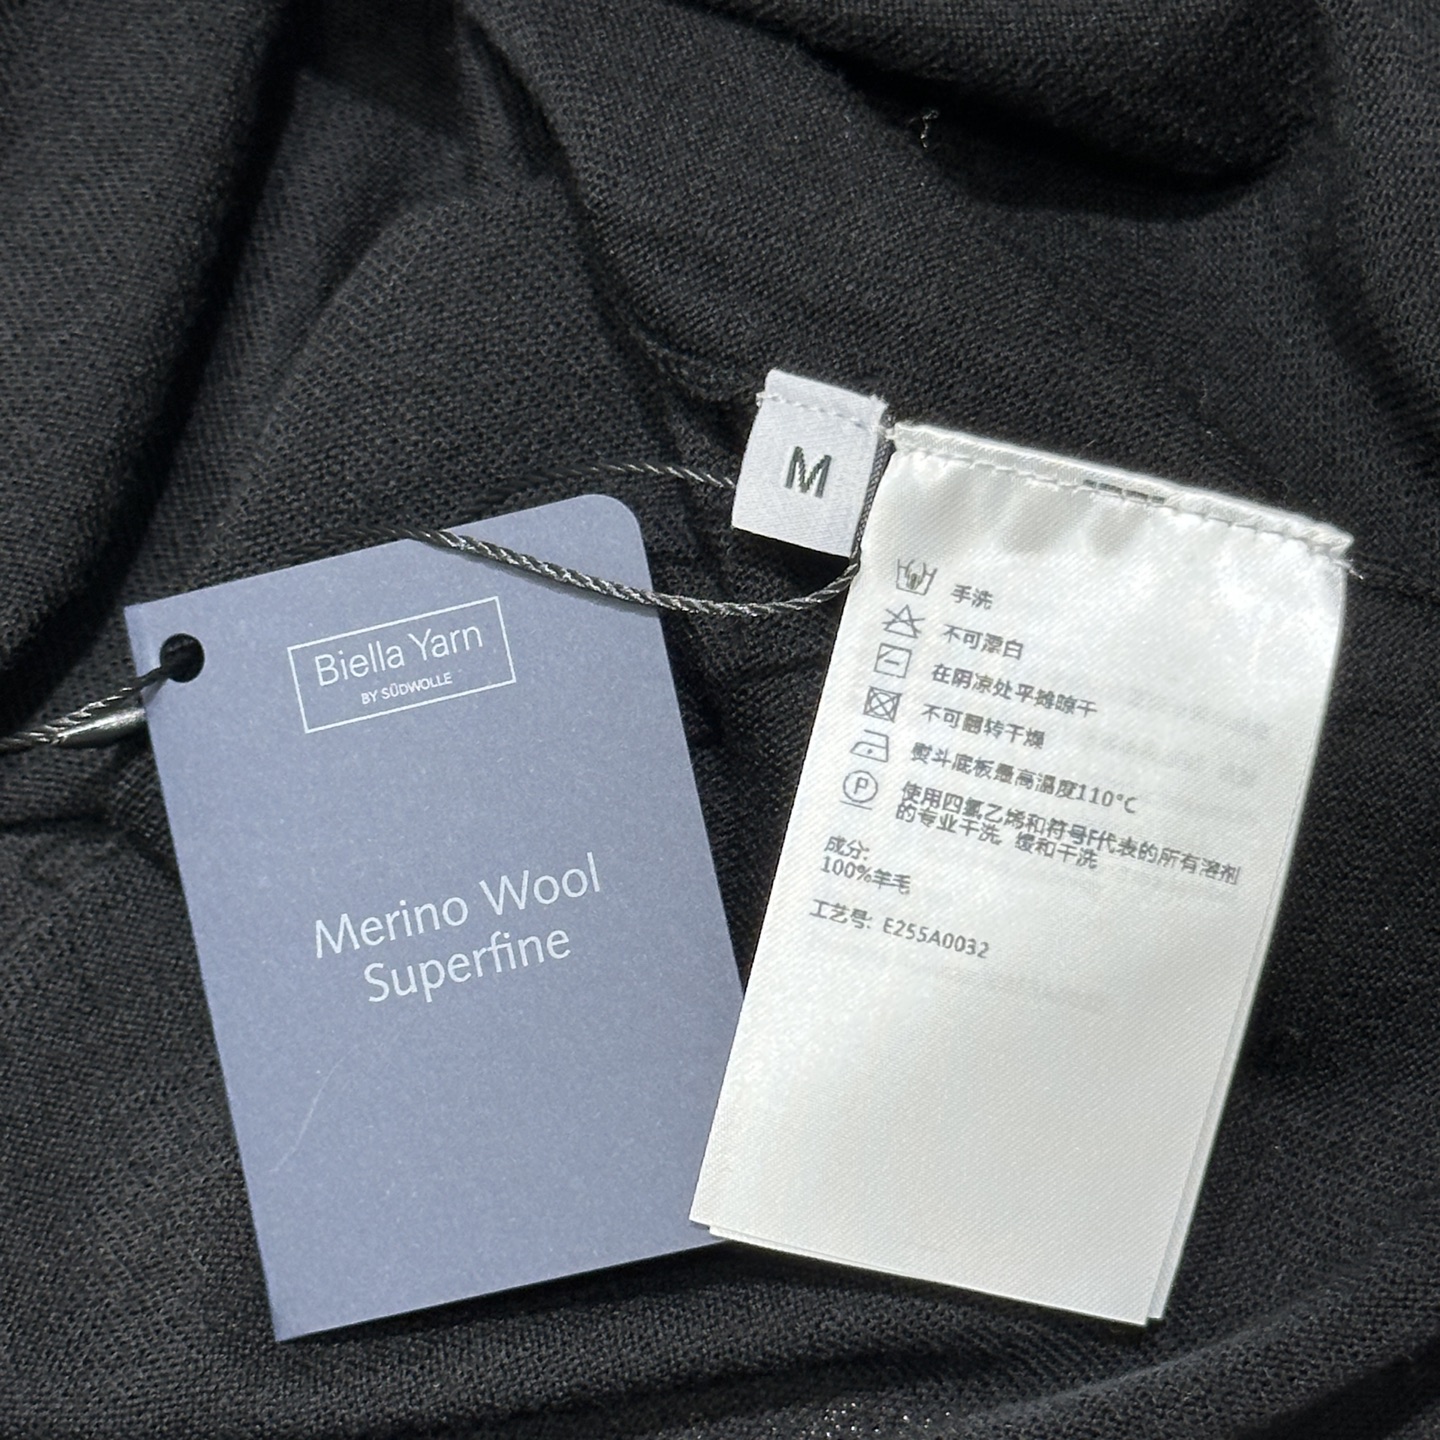 Biella Yarn
BY SÜDWOLLE
Merino Wool
Superfine
M
手洗
不可漂白
在阴凉处平摊晾干
不可翻转干燥
熨斗底板最高温度110°C
P
使用四氯乙烯和符号F代表的所有溶剂
的专业干洗，缓和干洗
成分:
100%羊毛
工艺号: E255A0032